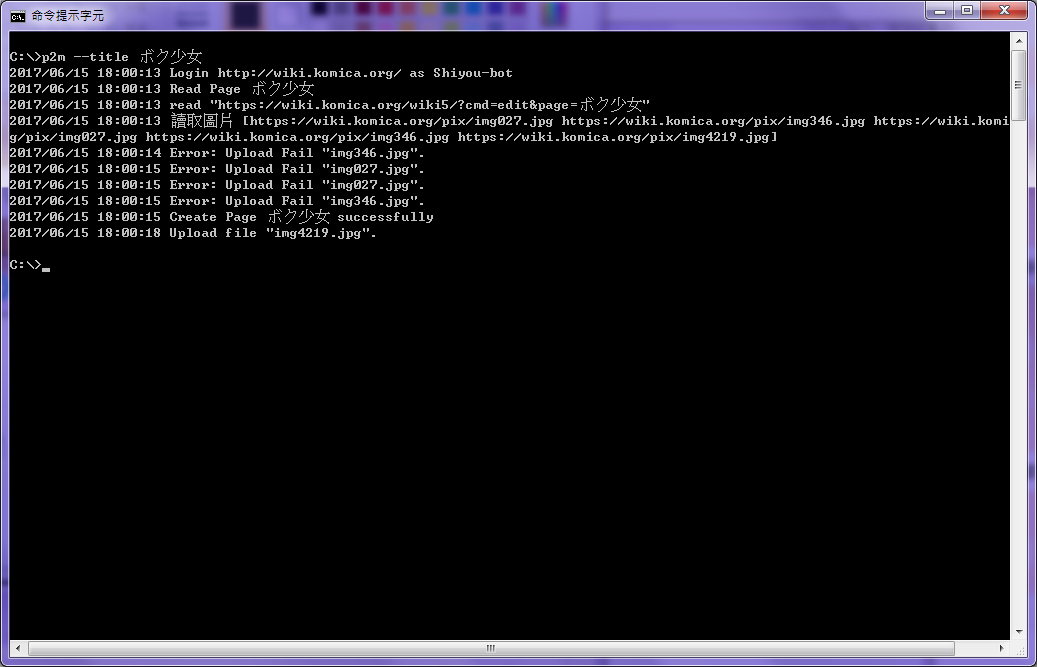 命令提示字元
C:\>p2m --title ボク少女
2017/06/15 18:00:13 Login http://wiki.komica.org/ as Shiyou-bot
2017/06/15 18:00:13 Read Page ボク少女
2017/06/15 18:00:13 read "https://wiki.komica.org/wiki5/?cmd=edit&page=ボク少女"
2017/06/15 18:00:13 讀取圖片 [https://wiki.komica.org/pix/img027.jpg https://wiki.komica.org/pix/img346.jpg https://wiki.komi
g/pix/img027.jpg https://wiki.komica.org/pix/img346.jpg https://wiki.komica.org/pix/img4219.jpg]
2017/06/15 18:00:14 Error: Upload Fail "img346.jpg".
2017/06/15 18:00:15 Error: Upload Fail "img027.jpg".
2017/06/15 18:00:15 Error: Upload Fail "img027.jpg".
2017/06/15 18:00:15 Error: Upload Fail "img346.jpg".
2017/06/15 18:00:15 Create Page ボク少女 successfully
2017/06/15 18:00:18 Upload file "img4219.jpg".
C:\>